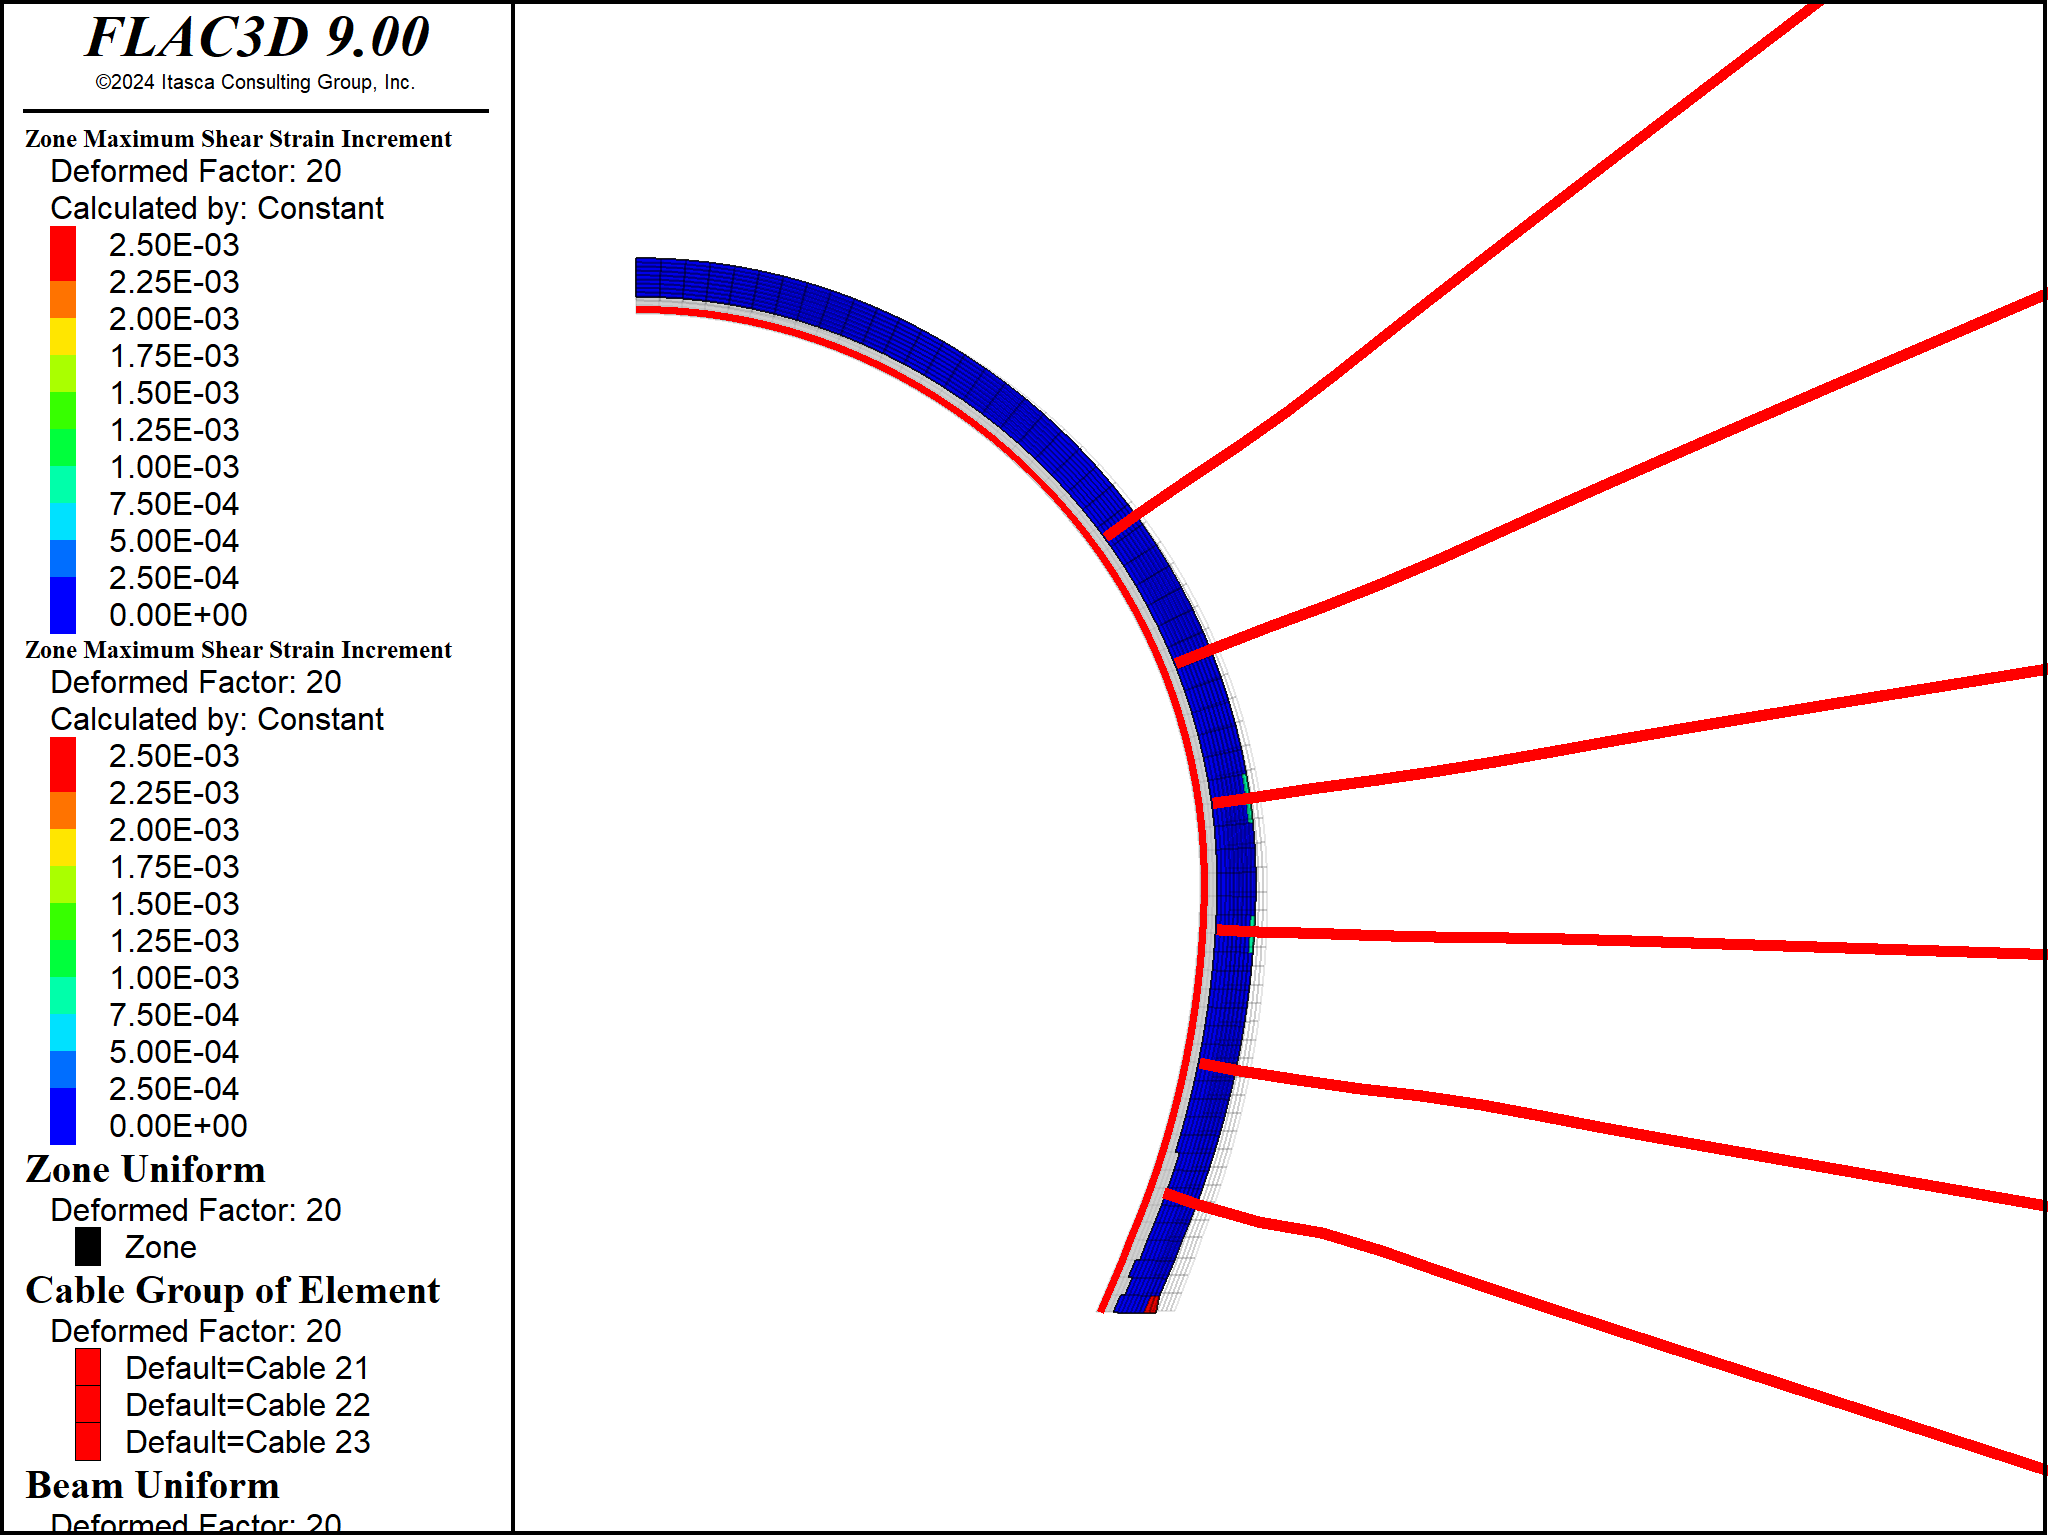 FLAC3D 9.00
©2024 Itasca Consulting Group, Inc.
Zone Maximum Shear Strain Increment
Deformed Factor: 20
Calculated by: Constant
2.50E-03
2.25E-03
2.00E-03
1.75E-03
1.50E-03
1.25E-03
1.00E-03
7.50E-04
5.00E-04
2.50E-04
0.00E+00
Zone Maximum Shear Strain Increment
Deformed Factor: 20
Calculated by: Constant
2.50E-03
2.25E-03
2.00E-03
1.75E-03
1.50E-03
1.25E-03
1.00E-03
7.50E-04
5.00E-04
2.50E-04
0.00E+00
Zone Uniform
Deformed Factor: 20
Zone
Cable Group of Element
Deformed Factor: 20
Default=Cable 21
Default=Cable 22
Default=Cable 23
Beam Uniform
Deformed Factor: 20